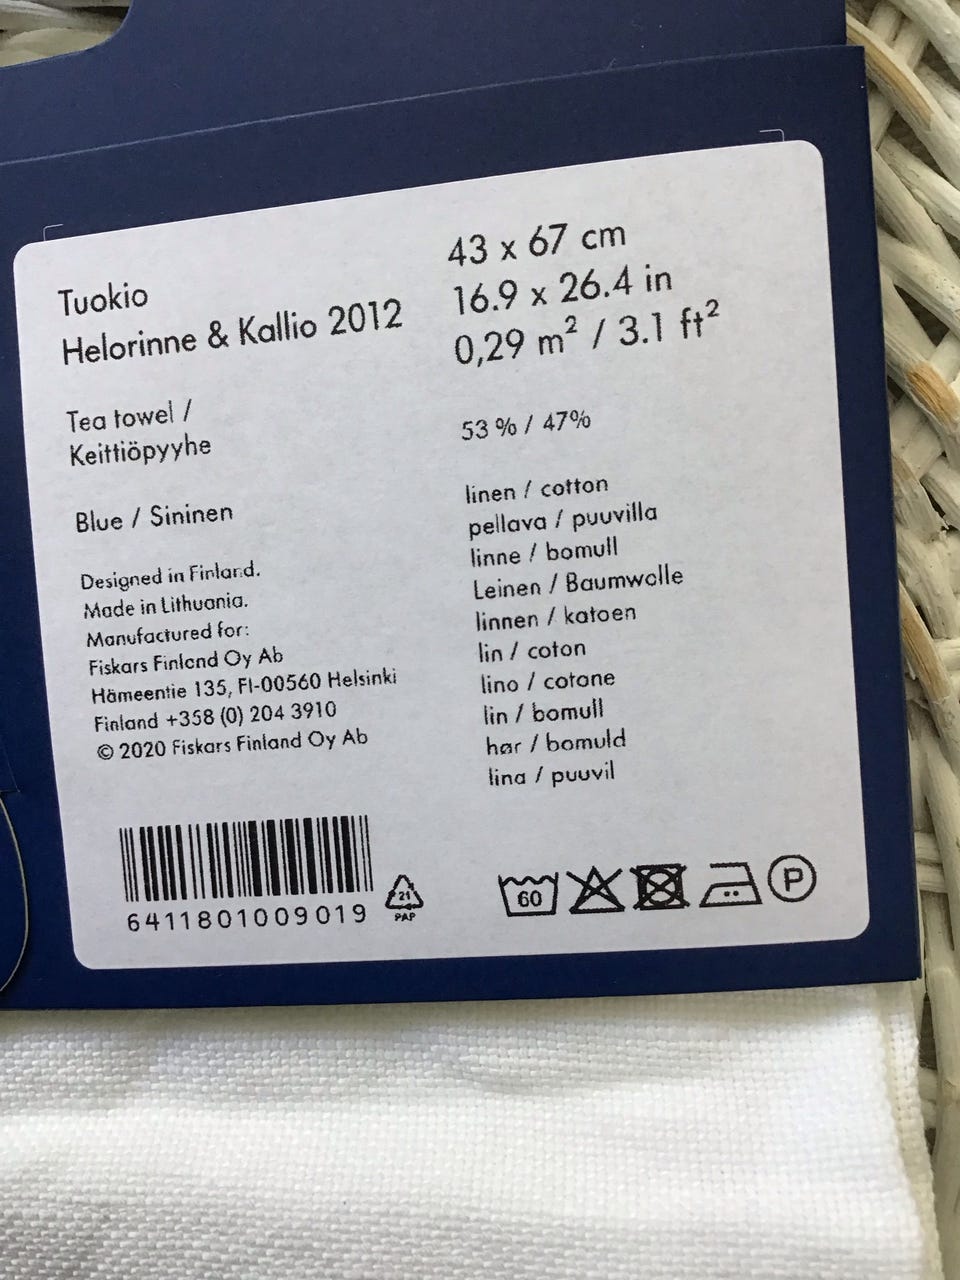 Tuokio
Helorinne & Kallio 2012
Tea towel /
Keittiöpyyhe
Blue / Sininen
Designed in Finland.
Made in Lithuania.
Manufactured for:
Fiskars Finland Oy Ab
Hämeentie 135, FI-00560 Helsinki
Finland +358 (0) 204 3910
© 2020 Fiskars Finland Oy Ab
6411801009019
21
PAP
43 x 67 cm
16.9 x 26.4 in
0,29 m² / 3.1 ft²
53 % / 47%
linen / cotton
pellava / puuvilla
linne / bomull
Leinen / Baumwolle
linnen / katoen
lin / coton
lino / cotone
lin / bomull
hør / bomuld
lina / puuvil
60
P